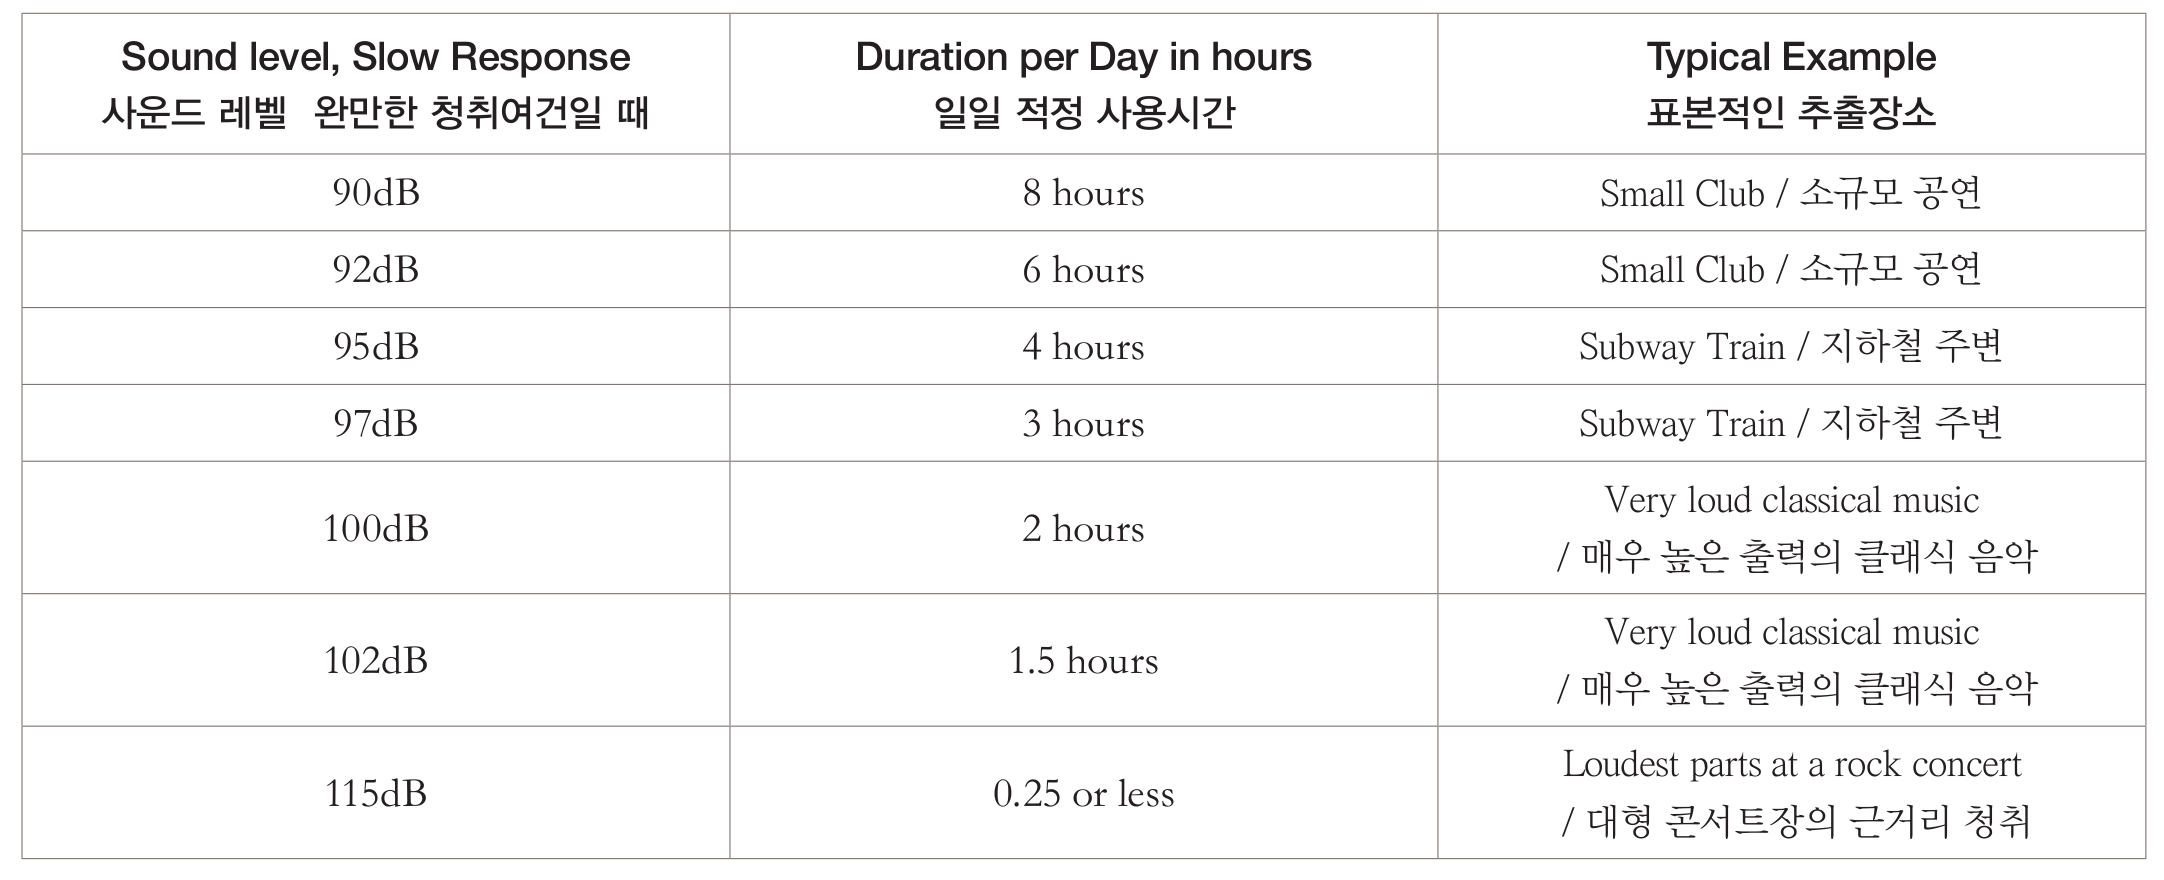 Sound level, Slow Response
사운드 레벨  완만한 청취여건일 때
Duration per Day in hours
일일 적정 사용시간
Typical Example
표본적인 추출장소
90dB
8 hours
Small Club / 소규모 공연
92dB
6 hours
Small Club / 소규모 공연
95dB
4 hours
Subway Train / 지하철 주변
97dB
3 hours
Subway Train / 지하철 주변
100dB
2 hours
Very loud classical music
/ 매우 높은 출력의 클래식 음악
102dB
1.5 hours
Very loud classical music
/ 매우 높은 출력의 클래식 음악
115dB
0.25 or less
Loudest parts at a rock concert
/ 대형 콘서트장의 근거리 청취